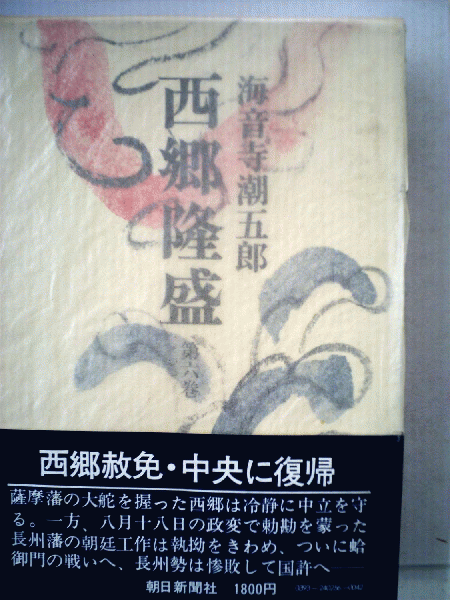 海音寺潮五郎
西郷隆盛
第六巻
西郷赦免・中央に復帰
薩摩藩の大舵を握った西郷は冷静に中立を守
る。一方、八月十八日の政変で勅勘を蒙った
長州藩の朝廷工作は執拗をきわめ、ついに蛤
御門の戦いへ、長州勢は惨敗して国許へ――
朝日新聞社 1800円